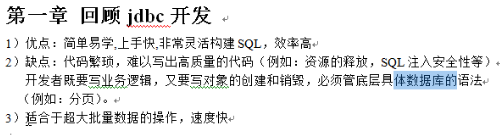 第一章 回顾 jdbc 开发
1）优点：简单易学,上手快,非常灵活构建 SQL，效率高
2）缺点：代码繁琐，难以写出高质量的代码（例如：资源的释放，SQL 注入安全性等）
开发者既要写业务逻辑，又要写对象的创建和销毁，必须管底层具体数据库的语法
（例如：分页）。
3）适合于超大批量数据的操作，速度快